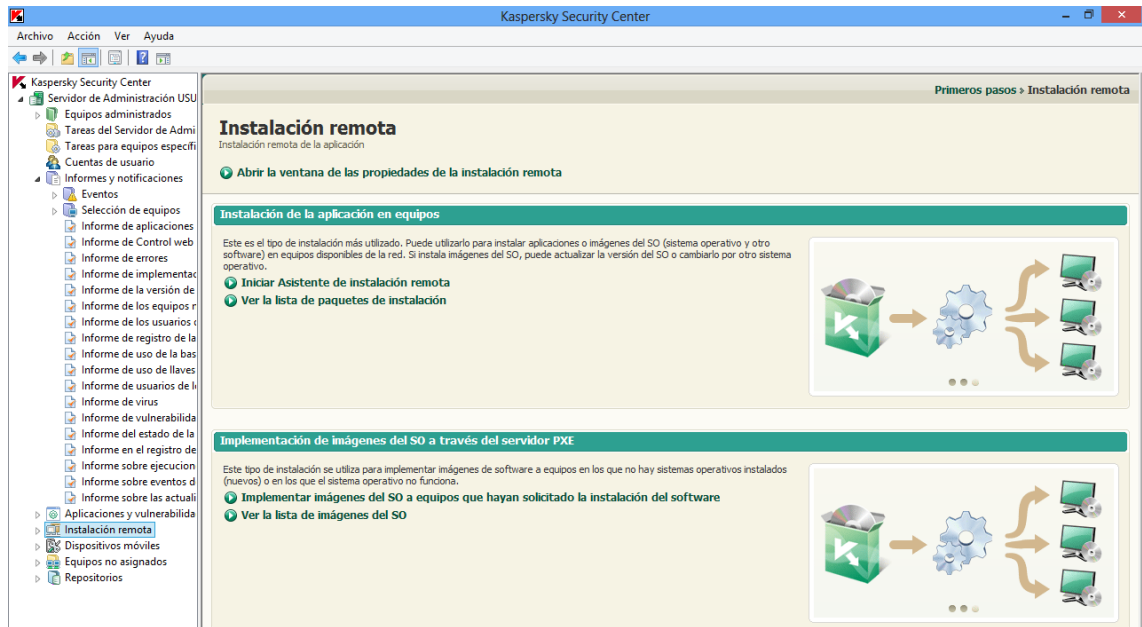 Kaspersky Security Center
Archivo Acción Ver Ayuda
Kaspersky Security Center
Servidor de Administración USU
Equipos administrados
Tareas del Servidor de Admi
Tareas para equipos específi
Cuentas de usuario
Informes y notificaciones
Eventos
Selección de equipos
Informe de aplicaciones
Informe de Control web
Informe de errores
Informe de implementac
Informe de la versión de
Informe de los equipos n
Informe de los usuarios c
Informe de registro de la
Informe de uso de la bas
Informe de uso de llaves
Informe de usuarios de l
Informe de virus
Informe de vulnerabilida
Informe del estado de la
Informe en el registro de
Informe sobre ejecucion
Informe sobre eventos d
Informe sobre las actuali
Aplicaciones y vulnerabilida
Instalación remota
Dispositivos móviles
Equipos no asignados
Repositorios
Primeros pasos » Instalación remota
Instalación remota
Instalación remota de la aplicación
Abrir la ventana de las propiedades de la instalación remota
Instalación de la aplicación en equipos
Este es el tipo de instalación más utilizado. Puede utilizarlo para instalar aplicaciones o imágenes del SO (sistema operativo y otro
software) en equipos disponibles de la red. Si instala imágenes del SO, puede actualizar la versión del SO o cambiarlo por otro sistema
operativo.
Iniciar Asistente de instalación remota
Ver la lista de paquetes de instalación
Implementación de imágenes del SO a través del servidor PXE
Este tipo de instalación se utiliza para implementar imágenes de software a equipos en los que no hay sistemas operativos instalados
(nuevos) o en los que el sistema operativo no funciona.
Implementar imágenes del SO a equipos que hayan solicitado la instalación del software
Ver la lista de imágenes del SO